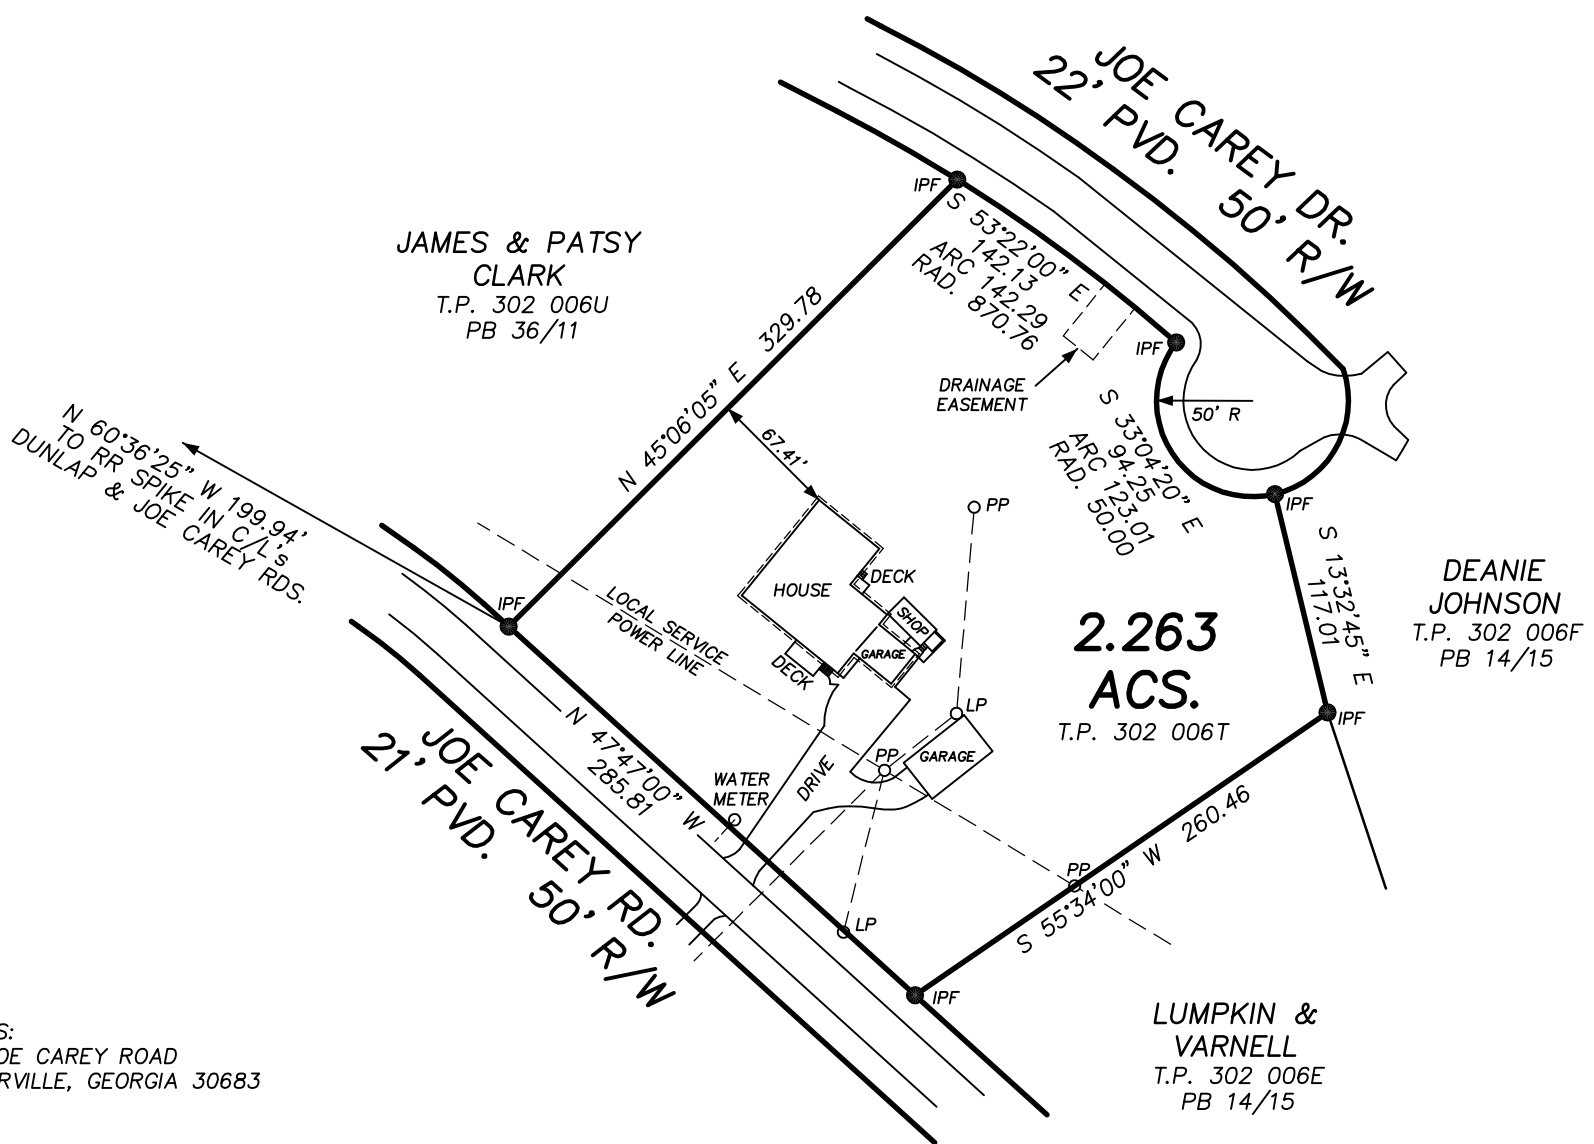 JOE CAREY DR.
22' PVD. 50' R/W
IPF
S 53°22'00" E
142.13
ARC 142.29
RAD. 870.76
JAMES & PATSY
CLARK
T.P. 302 006U
PB 36/11
N 45°06'05" E 329.78
IPF
DRAINAGE
EASEMENT
50' R
S 33°04'20" E
94.25
ARC 123.01
RAD. 50.00
N 60°36'25" W 199.94'
TO RR SPIKE IN C/L's
DUNLAP & JOE CAREY RDS.
67.41'
PP
IPF
S 13°32'45" E
117.01
DEANIE
JOHNSON
T.P. 302 006F
PB 14/15
IPF
HOUSE
DECK
SHOP
GARAGE
DECK
LOCAL SERVICE
POWER LINE
2.263
ACS.
T.P. 302 006T
LP
IPF
N 47°47'00" W
285.81
JOE CAREY RD.
21' PVD. 50' R/W
WATER
METER
DRIVE
PP
GARAGE
PP
S 55°34'00" W 260.46
LP
IPF
LUMPKIN &
VARNELL
T.P. 302 006E
PB 14/15
S:
OE CAREY ROAD
RVILLE, GEORGIA 30683